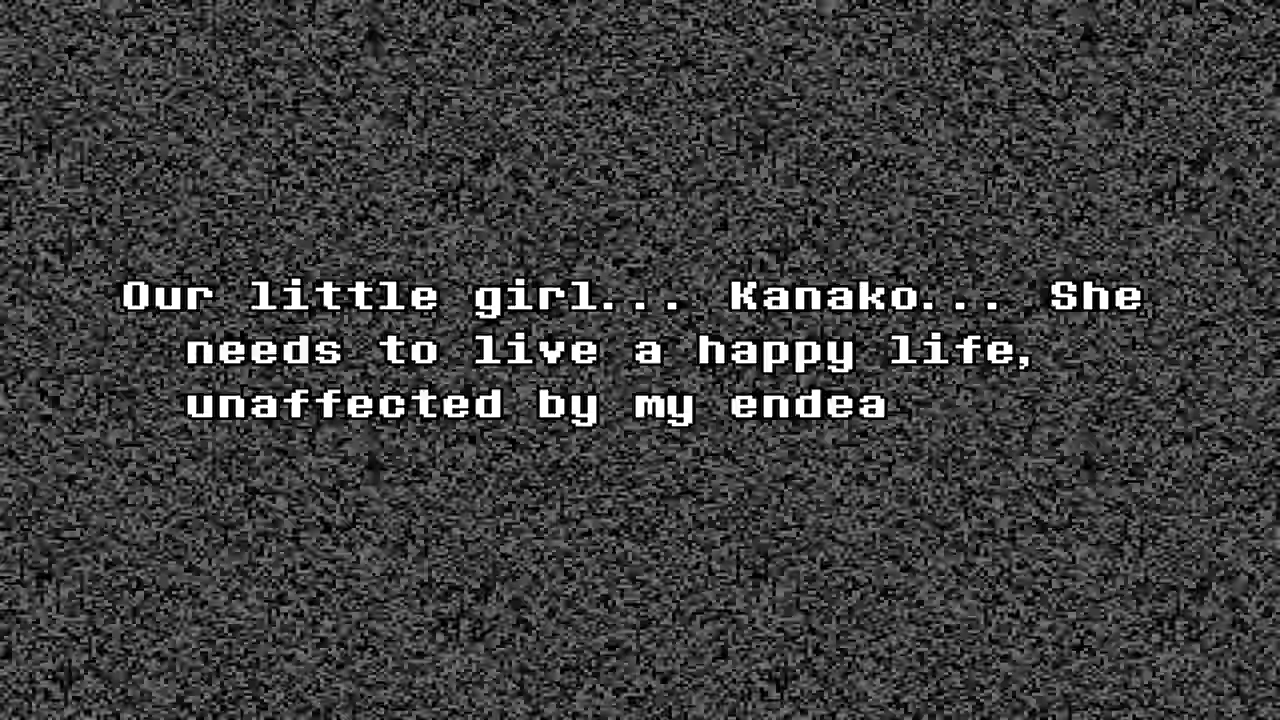 Our little girl... Kanako... She
needs to live a happy life,
unaffected by my endea